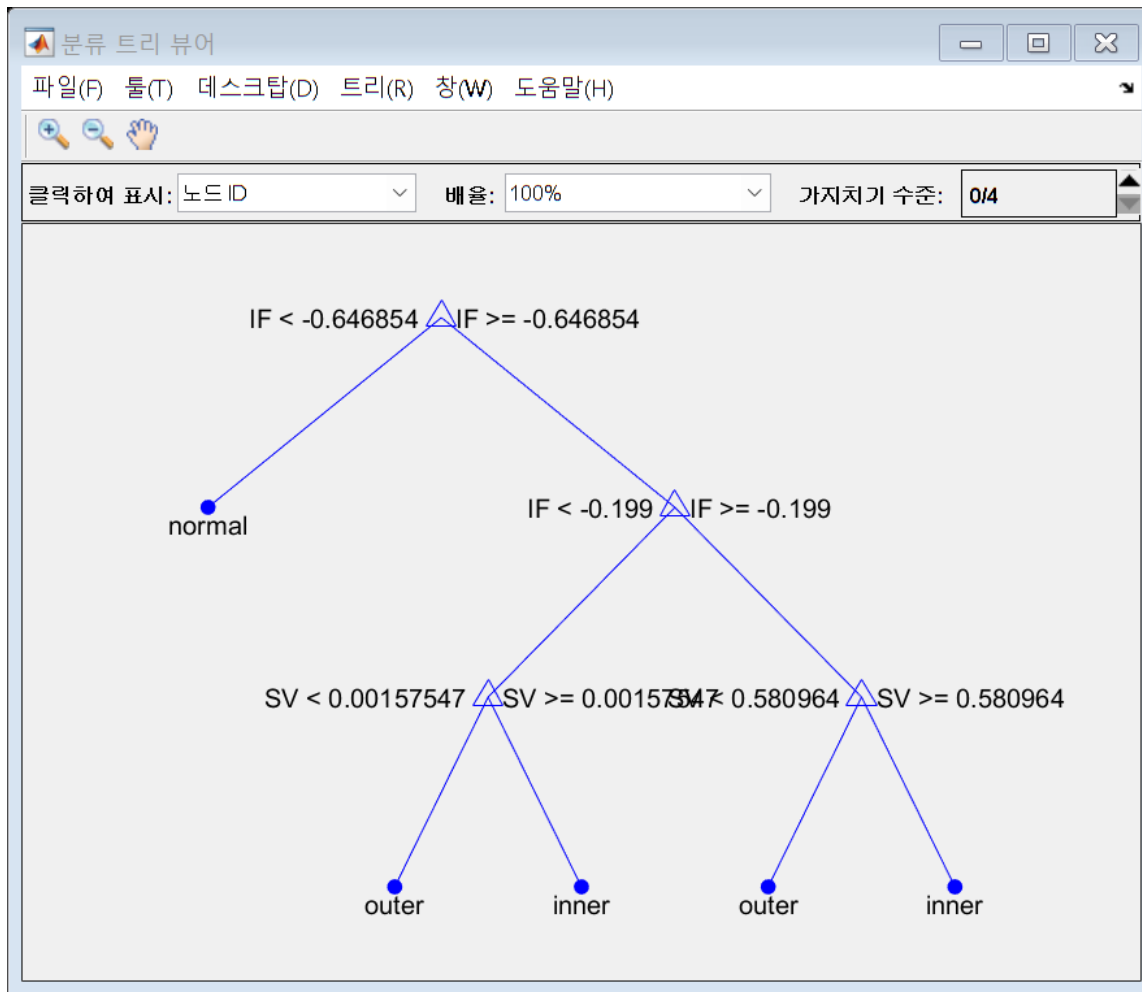 분류 트리 뷰어
파일(F) 툴(T) 데스크탑(D) 트리(R) 창(W) 도움말(H)
클릭하여 표시: 노드 ID 배율: 100% 가지치기 수준: 0/4
IF < -0.646854 IF >= -0.646854
normal
IF < -0.199 IF >= -0.199
SV < 0.00157547 SV >= 0.00157547 SV < 0.580964 SV >= 0.580964
outer inner outer inner